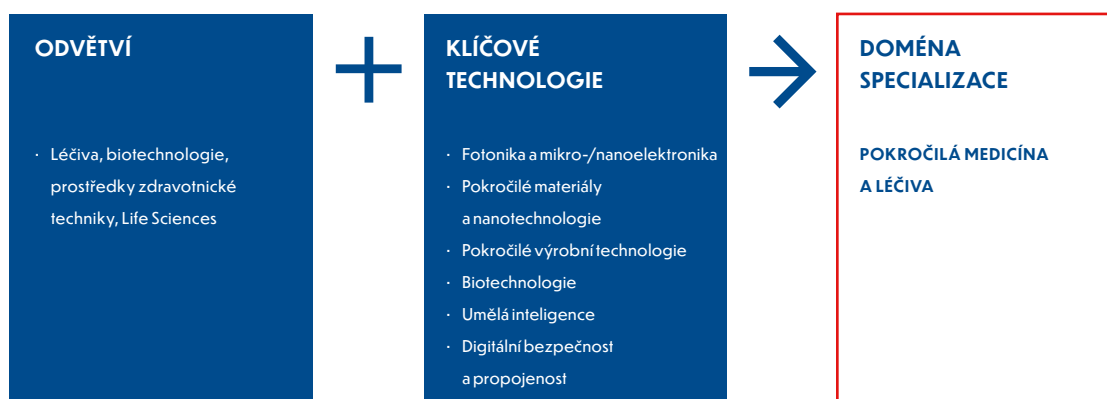 ODVĚTVÍ
· Léčiva, biotechnologie,
prostředky zdravotnické
techniky, Life Sciences
KLÍČOVÉ
TECHNOLOGIE
· Fotonika a mikro-/nanoelektronika
· Pokročilé materiály
a nanotechnologie
· Pokročilé výrobní technologie
· Biotechnologie
· Umělá inteligence
· Digitální bezpečnost
a propojenost
DOMÉNA
SPECIALIZACE
POKROČILÁ MEDICÍNA
A LÉČIVA